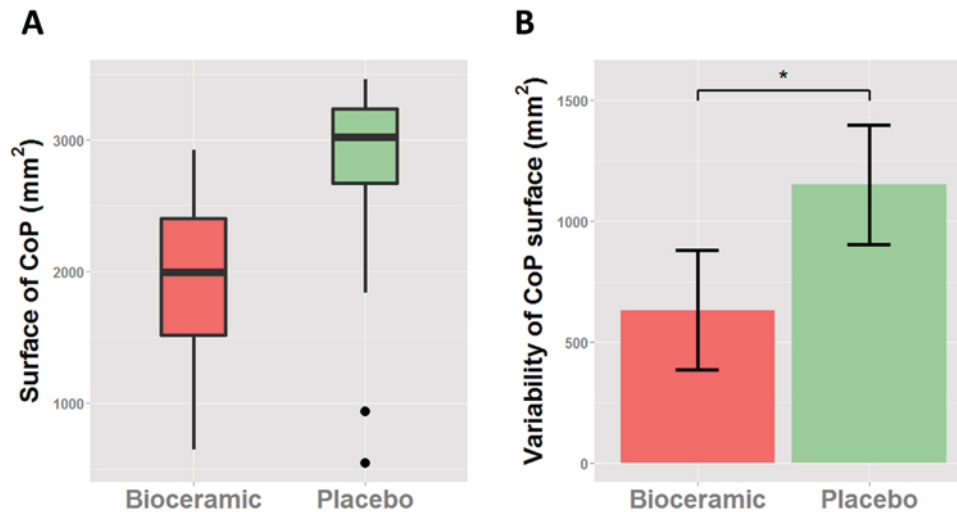 A
Surface of CoP (mm²)
3000
2000
1000
Bioceramic Placebo
B
Variability of CoP surface (mm²)
*
1500
1000
500
0
Bioceramic Placebo